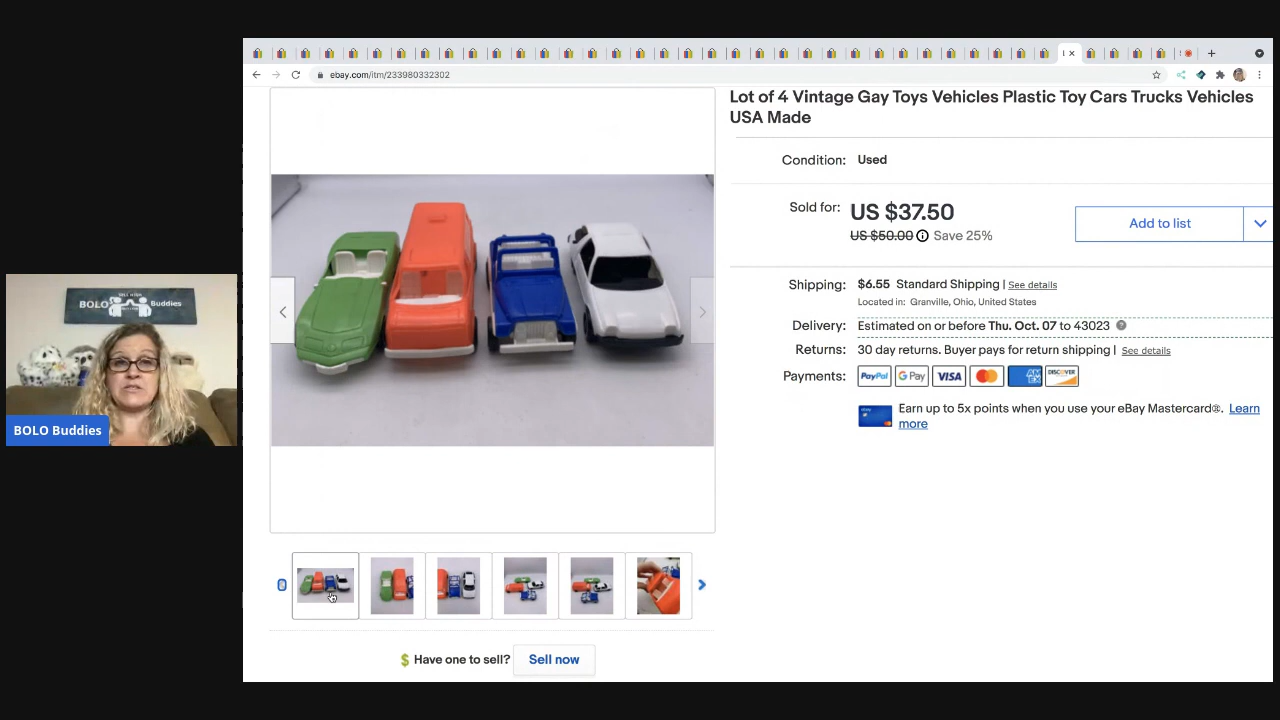 ebay.com/itm/233980332302
Lot of 4 Vintage Gay Toys Vehicles Plastic Toy Cars Trucks Vehicles
USA Made
Condition: Used
Sold for: US $37.50
US $50.00 Save 25%
Add to list
Shipping: $6.55 Standard Shipping | See details
Located in: Granville, Ohio, United States
Delivery: Estimated on or before Thu. Oct. 07 to 43023
Returns: 30 day returns. Buyer pays for return shipping | See details
Payments: PayPal G Pay VISA AM EX DISCOVER
Earn up to 5x points when you use your eBay Mastercard®. Learn
more
BOLO Buddies
BOLO Buddies
Have one to sell? Sell now